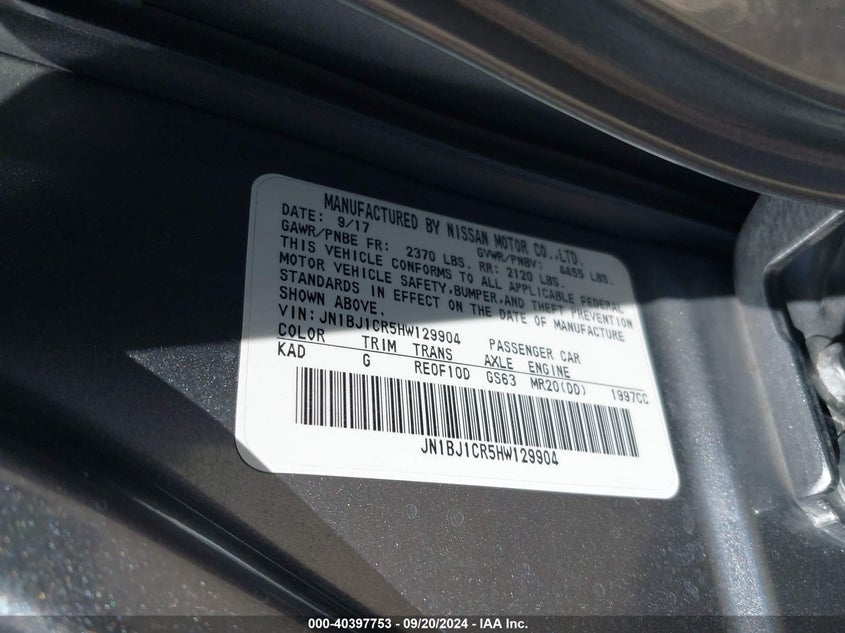 MANUFACTURED BY NISSAN MOTOR CO.,LTD.
DATE: 9/17 GVWR/PNBV: 4455 LBS.
GAWR/PNBE FR: 2370 LBS. RR: 2120 LBS.
THIS VEHICLE CONFORMS TO ALL APPLICABLE FEDERAL
MOTOR VEHICLE SAFETY,BUMPER,AND THEFT PREVENTION
STANDARDS IN EFFECT ON THE DATE OF MANUFACTURE
SHOWN ABOVE.
VIN:JN1BJ1CR5HW129904 PASSENGER CAR
COLOR TRIM TRANS AXLE ENGINE
KAD G REOF10D GS63 MR20(DD) 1997CC
JN1BJ1CR5HW129904
000-40397753 - 09/20/2024 - IAA Inc.